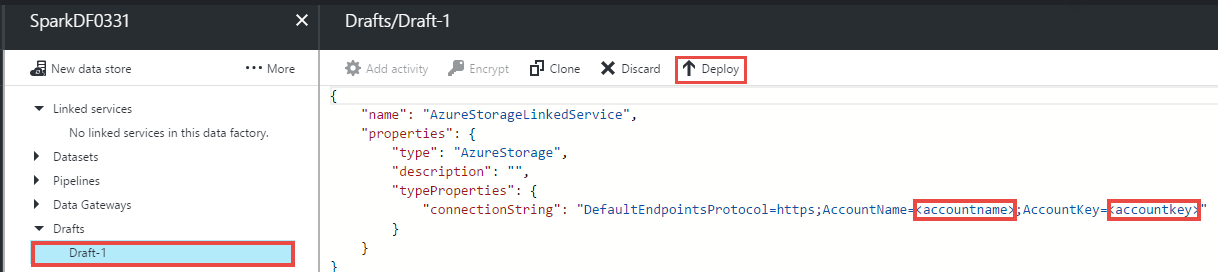 SparkDF0331
Drafts/Draft-1
New data store
More
Add activity
Encrypt
Clone
Discard
Deploy
Linked services
No linked services in this data factory.
Datasets
Pipelines
Data Gateways
Drafts
Draft-1
{
"name": "AzureStorageLinkedService",
"properties": {
"type": "AzureStorage",
"description": "",
"typeProperties": {
"connectionString": "DefaultEndpointsProtocol=https;AccountName=<accountname>;AccountKey=<accountkey>"
}
}
}